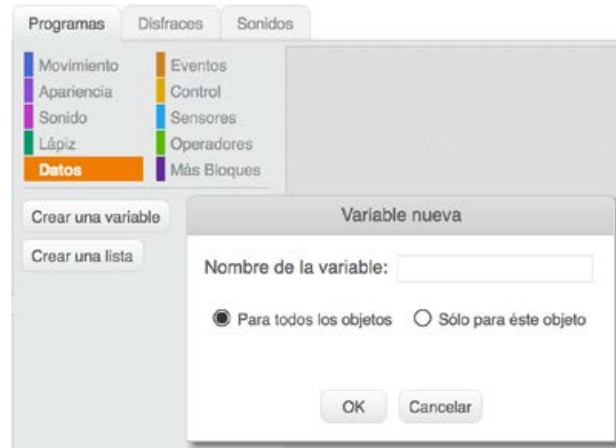 Programas Disfraces Sonidos
Movimiento Eventos
Apariencia Control
Sonido Sensores
Lápiz Operadores
Datos Más Bloques
Crear una variable
Crear una lista
Variable nueva
Nombre de la variable:
Para todos los objetos Sólo para éste objeto
OK Cancelar